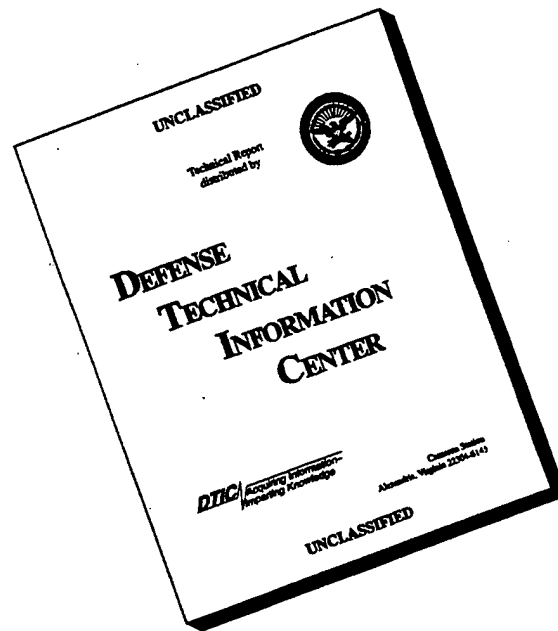 UNCLASSIFIED
Technical Report
distributed by
DEFENSE
TECHNICAL
INFORMATION
CENTER
DTIC
Acquiring Information–
Imparting Knowledge
Cameron Station
Alexandria, Virginia 22304-6145
UNCLASSIFIED